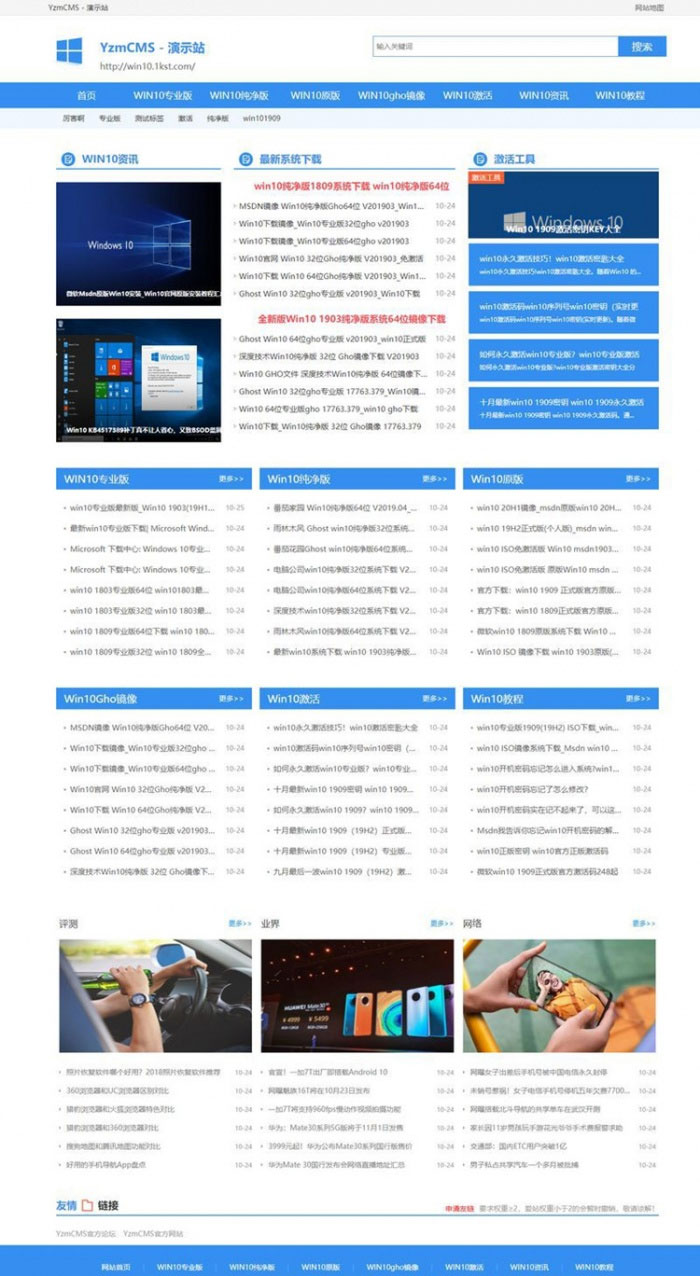 YzmCMS - 演示站
网站地图
YzmCMS - 演示站
http://win10.1kst.com/
输入关键词
搜索
首页 WIN10专业版 WIN10纯净版 WIN10原版 WIN10gho镜像 WIN10激活 WIN10资讯 WIN10教程
厉害啊 专业版 测试标签 激活 纯净版 win101909
WIN10资讯
Windows 10
微软Msdn原版Win10安装_Win10官网原版安装教程汇...
Windows 10
Win10 KB4517389补丁真不让人省心，又致BSOD蓝屏
最新系统下载
win10纯净版1809系统下载 win10纯净版64位
MSDN镜像 Win10纯净版Gho64位 V201903_Win1... 10-24
Win10下载镜像_Win10专业版32位gho v201903 10-24
Win10下载镜像_Win10专业版64位gho v201903 10-24
Win10官网 Win10 32位Gho纯净版 V201903_免激活 10-24
Win10下载 Win10 64位Gho纯净版 V201903_Win1... 10-24
Ghost Win10 32位gho专业版 v201903_Win10下载 10-24
全新版Win10 1903纯净版系统64位镜像下载
Ghost Win10 64位gho专业版 v201903_win10正式版 10-24
深度技术Win10纯净版 32位 Gho镜像下载 V201903 10-24
Win10 GHO文件 深度技术Win10纯净版 64位Gho镜像下... 10-24
Ghost Win10 32位gho专业版 17763.379_Win10镜... 10-24
Win10 64位专业版gho 17763.379_win10 gho下载 10-24
Win10下载_Win10纯净版 32位 Gho镜像 17763.379 10-24
激活工具
激活工具
Windows 10
Win10 1909激活密钥KEY大全
win10永久激活技巧！win10激活密匙大全
win10永久激活技巧!win10激活密匙大全。随着Win10 的...
win10激活码win10序列号win10密钥（实时更
win10激活码win10序列号win10密钥(实时更新)。随着微
如何永久激活win10专业版？win10专业版激活
如何永久激活win10专业版?win10专业版激活密钥大全分
十月最新win10 1909密钥 win10 1909永久激活
十月最新win10 1909密钥 win10 1909永久激活码。通...
WIN10专业版 更多>>
win10专业版最新版_Win10 1903(19H1... 10-25
最新win10专业版下载| Microsoft Wind... 10-24
Microsoft 下载中心: Windows 10专业... 10-24
Microsoft 下载中心: Windows 10专业... 10-24
win10 1803专业版64位 win101803最... 10-24
win10 1803专业版32位 win10 1803最... 10-24
win10 1809专业版64位下载 win10 180... 10-24
win10 1809专业版32位 win10 1809全... 10-24
Win10纯净版 更多>>
番茄家园 Win10纯净版64位 V2019.04_... 10-24
雨林木风 Ghost win10纯净版32位系统... 10-24
番茄花园Ghost win10纯净版64位系统... 10-24
电脑公司win10纯净版32位系统下载 V2... 10-24
电脑公司win10纯净版64位系统下载 V2... 10-24
深度技术win10纯净版32位系统下载 V2... 10-24
雨林木风win10纯净版64位系统下载 V2... 10-24
最新win10系统下载 win10 1903纯净版... 10-24
Win10原版 更多>>
win10 20H1镜像_msdn原版win10 20H... 10-24
win10 19H2正式版(个人版)_msdn win... 10-24
win10 ISO免激活版 Win10 msdn1903... 10-24
win10 ISO免激活版 原版Win10 msdn ... 10-24
官方下载：win10 1909 正式版官方原版... 10-24
官方下载：win10 1809正式版官方原版... 10-24
微软win10 1809原版系统下载 Win10 ... 10-24
Win10 ISO 镜像下载 win10 1903原版(... 10-24
Win10Gho镜像 更多>>
MSDN镜像 Win10纯净版Gho64位 V20... 10-24
Win10下载镜像_Win10专业版32位gho ... 10-24
Win10下载镜像_Win10专业版64位gho ... 10-24
Win10官网 Win10 32位Gho纯净版 V2... 10-24
Win10下载 Win10 64位Gho纯净版 V2... 10-24
Ghost Win10 32位gho专业版 v201903... 10-24
Ghost Win10 64位gho专业版 v201903... 10-24
深度技术Win10纯净版 32位 Gho镜像下... 10-24
Win10激活 更多>>
win10永久激活技巧！win10激活密匙大全 10-24
win10激活码win10序列号win10密钥（... 10-24
如何永久激活win10专业版？win10专业... 10-24
十月最新win10 1909密钥 win10 1909... 10-24
如何永久激活win10 1909？win10 1909... 10-24
十月最新win10 1909（19H2）正式版... 10-24
十月最新win10 1909（19H2）专业版... 10-24
九月最后一波win10 1909（19H2）激... 10-24
Win10教程 更多>>
win10专业版1909(19H2) ISO下载_win... 10-24
win10 ISO镜像系统下载_Msdn win10 ... 10-24
win10开机密码忘记怎么进入系统?win1... 10-24
win10开机密码忘记了怎么修改? 10-24
win10开机密码实在记不起来了，可以这... 10-24
Msdn我告诉你忘记win10开机密码的解... 10-24
win10正版密钥 win10官方正版激活码 10-24
微软win10 1909正式版官方激活码248起 10-24
评测 更多>>
照片恢复软件哪个好用？2018照片恢复软件推荐 10-24
360浏览器和UC浏览器区别对比 10-24
猎豹浏览器和火狐浏览器特色对比 10-24
猎豹浏览器和360浏览器对比 10-24
搜狗地图和腾讯地图功能对比 10-24
好用的手机导航App盘点 10-24
业界 更多>>
HUAWEI Mate30
¥ 4999 ¥ 5499
官宣！一加7T出厂即搭载Android 10 10-24
网曝魅族16T将在10月23日发布 10-24
一加7T将支持960fps慢动作视频拍摄功能 10-24
华为：Mate30系列5G版将于11月1日发售 10-24
3999元起！华为公布Mate30系列国行版售价 10-24
华为Mate 30国行发布会网络直播地址汇总 10-24
网络 更多>>
网曝女子出差后手机号被中国电信永久封停 10-24
未销号惹祸！女子电信手机号停机五年欠费7700... 10-24
网曝搭载北斗导航的共享单车在武汉开测 10-24
家长因11岁男孩玩手游花光爷爷手术费报警求助 10-24
交通部：国内ETC用户突破1亿 10-24
男子私占共享汽车一个多月被批捕 10-24
友情 链接
申请友链 要求权重≥2，爱站权重小于2的会暂时撤销，敬请谅解！
YzmCMS官方论坛 YzmCMS官方网站
网站首页 WIN10专业版 Win10纯净版 WIN10原版 Win10gho镜像 WIN10激活 WIN10资讯 WIN10教程